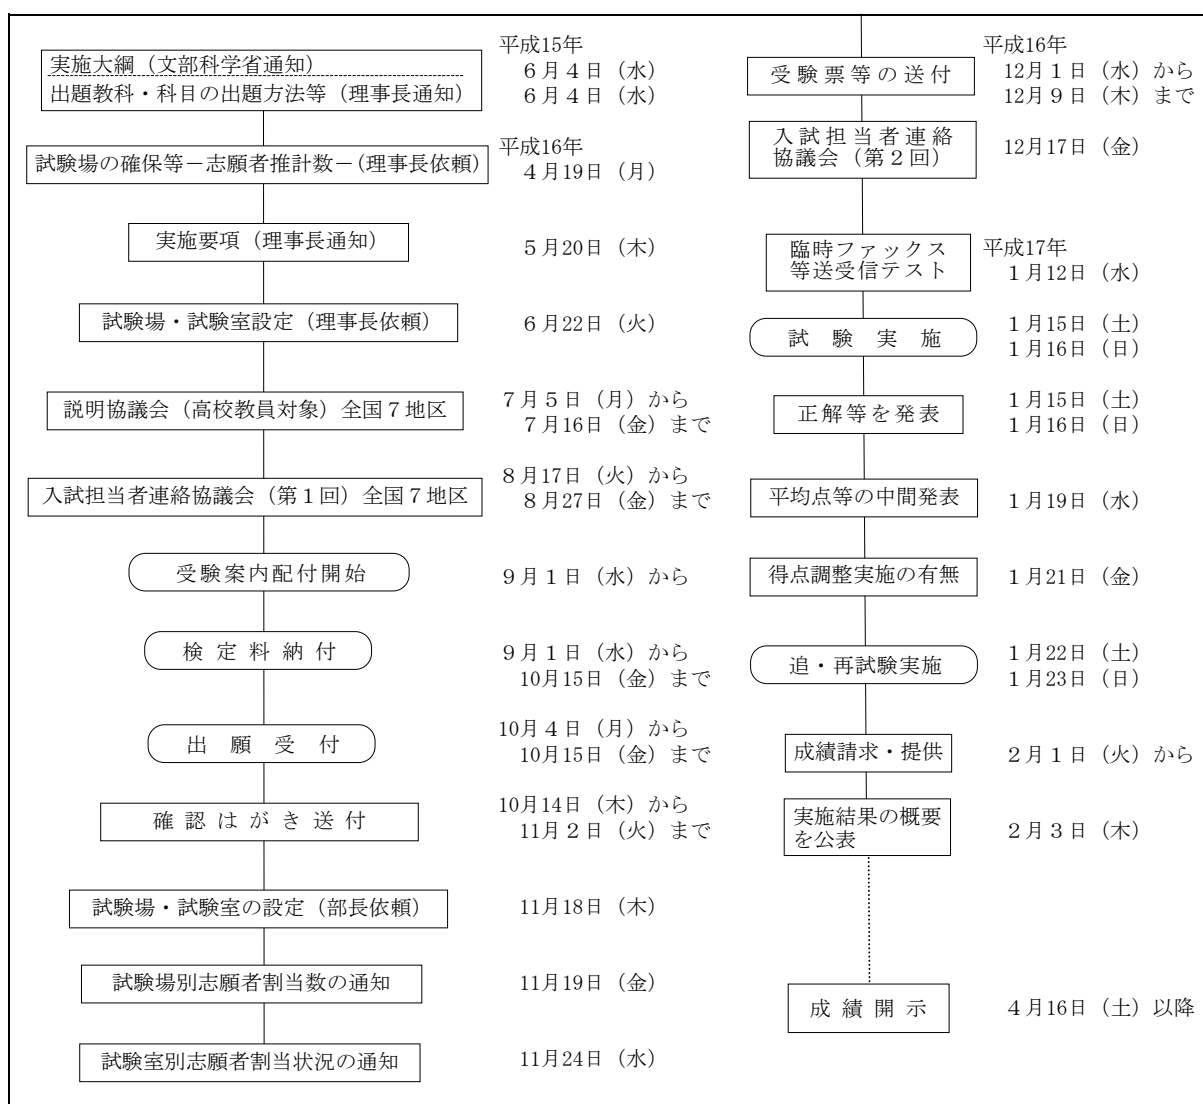 平成15年
実施大綱（文部科学省通知）
６月４日（水）
出題教科・科目の出題方法等（理事長通知）
６月４日（水）
試験場の確保等－志願者推計数－（理事長依頼）
平成16年
４月19日（月）
実施要項（理事長通知）
５月20日（木）
試験場・試験室設定（理事長依頼）
６月22日（火）
説明協議会（高校教員対象）全国７地区
７月５日（月）から
７月16日（金）まで
入試担当者連絡協議会（第１回）全国７地区
８月17日（火）から
８月27日（金）まで
受験案内配付開始
９月１日（水）から
検定料納付
９月１日（水）から
10月15日（金）まで
出願受付
10月４日（月）から
10月15日（金）まで
確認はがき送付
10月14日（木）から
11月２日（火）まで
試験場・試験室の設定（部長依頼）
11月18日（木）
試験場別志願者割当数の通知
11月19日（金）
試験室別志願者割当状況の通知
11月24日（水）
平成16年
受験票等の送付
12月１日（水）から
12月９日（木）まで
入試担当者連絡
協議会（第２回）
12月17日（金）
臨時ファックス
等送受信テスト
平成17年
１月12日（水）
試験実施
１月15日（土）
１月16日（日）
正解等を発表
１月15日（土）
１月16日（日）
平均点等の中間発表
１月19日（水）
得点調整実施の有無
１月21日（金）
追・再試験実施
１月22日（土）
１月23日（日）
成績請求・提供
２月１日（火）から
実施結果の概要
を公表
２月３日（木）
成績開示
４月16日（土）以降